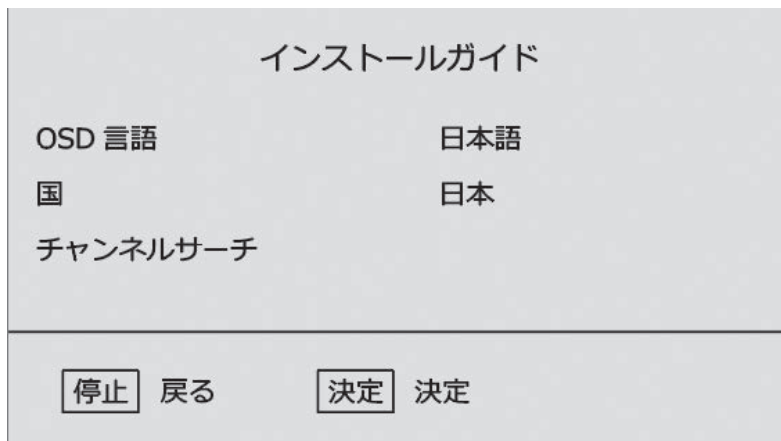 インストールガイド
OSD 言語 日本語
国 日本
チャンネルサーチ
停止 戻る 決定 決定